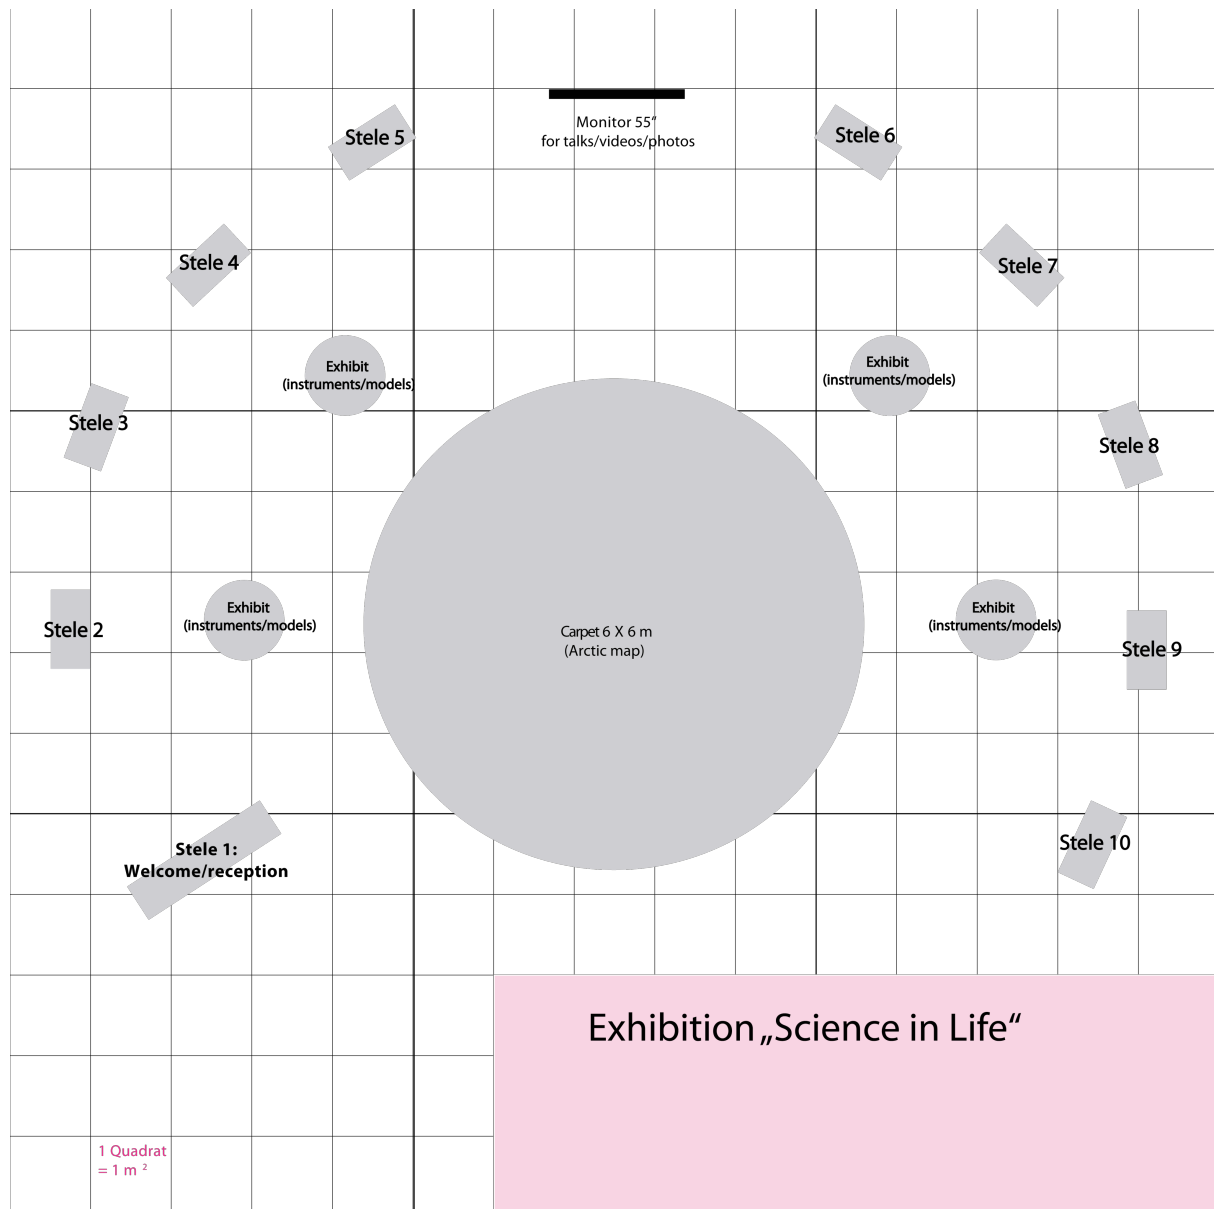 Monitor 55“
for talks/videos/photos
Stele 5
Stele 6
Stele 4
Stele 7
Exhibit
(instruments/models)
Exhibit
(instruments/models)
Stele 3
Stele 8
Exhibit
(instruments/models)
Exhibit
(instruments/models)
Stele 2
Carpet 6 X 6 m
(Arctic map)
Stele 9
Stele 1:
Welcome/reception
Stele 10
Exhibition „Science in Life“
1 Quadrat
= 1 m ²